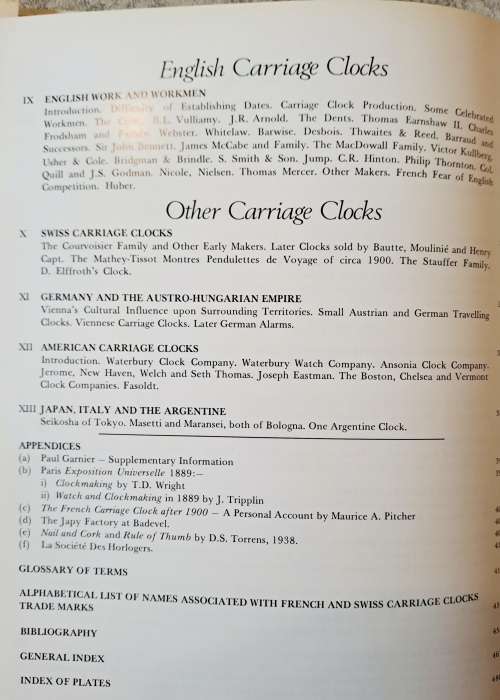 English Carriage Clocks
IX ENGLISH WORK AND WORKMEN
Introduction. Difficulty of Establishing Dates. Carriage Clock Production. Some Celebrated
Workmen. The B.L. Vulliamy. J.R. Arnold. The Dents. Thomas Earnshaw II. Charles
Frodsham and Webster. Whitelaw. Barwise. Desbois. Thwaites & Reed. Barraud and
Successors. Sir John Bennett. James McCabe and Family. The MacDowall Family. Victor Kullberg.
Usher & Cole. Bridgman & Brindle. S. Smith & Son. Jump. C.R. Hinton. Philip Thornton. Col.
Quill and J.S. Godman. Nicole, Nielsen. Thomas Mercer. Other Makers. French Fear of English
Competition. Huber.
Other Carriage Clocks
X SWISS CARRIAGE CLOCKS
The Courvoisier Family and Other Early Makers. Later Clocks sold by Bautte, Moulinié and Henry
Capt. The Mathey-Tissot Montres Pendulettes de Voyage of circa 1900. The Stauffer Family.
D. Elffroth's Clock.
XI GERMANY AND THE AUSTRO-HUNGARIAN EMPIRE
Vienna's Cultural Influence upon Surrounding Territories. Small Austrian and German Travelling
Clocks. Viennese Carriage Clocks. Later German Alarms.
XII AMERICAN CARRIAGE CLOCKS
Introduction. Waterbury Clock Company. Waterbury Watch Company. Ansonia Clock Company.
Jerome, New Haven, Welch and Seth Thomas. Joseph Eastman. The Boston, Chelsea and Vermont
Clock Companies. Fasoldt.
XIII JAPAN, ITALY AND THE ARGENTINE
Seikosha of Tokyo. Masetti and Maransei, both of Bologna. One Argentine Clock.
APPENDICES
(a) Paul Garnier – Supplementary Information
(b) Paris Exposition Universelle 1889:–
i) Clockmaking by T.D. Wright
ii) Watch and Clockmaking in 1889 by J. Tripplin
(c) The French Carriage Clock after 1900 – A Personal Account by Maurice A. Pitcher
(d) The Japy Factory at Badevel.
(e) Nail and Cork and Rule of Thumb by D.S. Torrens, 1938.
(f) La Société Des Horlogers.
GLOSSARY OF TERMS
ALPHABETICAL LIST OF NAMES ASSOCIATED WITH FRENCH AND SWISS CARRIAGE CLOCKS
TRADE MARKS
BIBLIOGRAPHY
GENERAL INDEX
INDEX OF PLATES